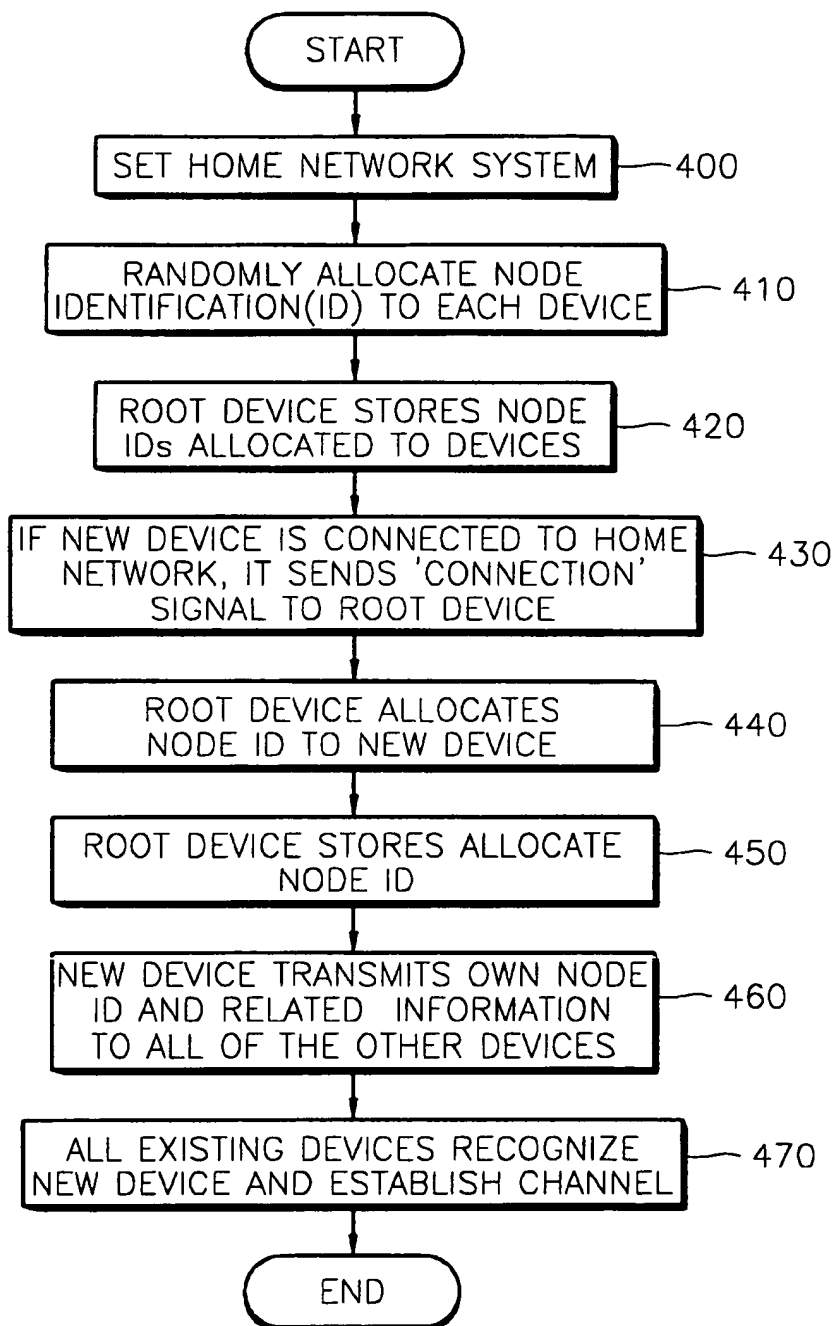 START
SET HOME NETWORK SYSTEM
400
RANDOMLY ALLOCATE NODE
IDENTIFICATION(ID) TO EACH DEVICE
410
ROOT DEVICE STORES NODE
IDs ALLOCATED TO DEVICES
420
IF NEW DEVICE IS CONNECTED TO HOME
NETWORK, IT SENDS 'CONNECTION'
SIGNAL TO ROOT DEVICE
430
ROOT DEVICE ALLOCATES
NODE ID TO NEW DEVICE
440
ROOT DEVICE STORES ALLOCATE
NODE ID
450
NEW DEVICE TRANSMITS OWN NODE
ID AND RELATED INFORMATION
TO ALL OF THE OTHER DEVICES
460
ALL EXISTING DEVICES RECOGNIZE
NEW DEVICE AND ESTABLISH CHANNEL
470
END